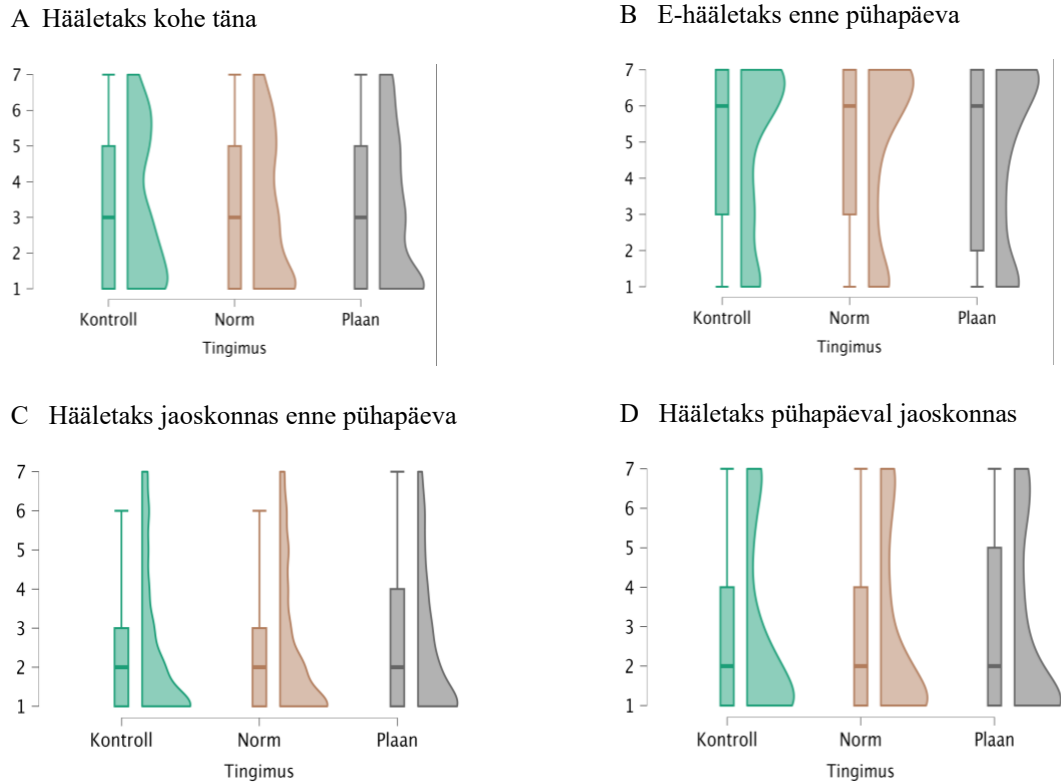 A Hääletaks kohe täna
7
6
5
4
3
2
1
Kontroll Norm Plaan
Tingimus
B E-hääletaks enne pühapäeva
7
6
5
4
3
2
1
Kontroll Norm Plaan
Tingimus
C Hääletaks jaoskonnas enne pühapäeva
7
6
5
4
3
2
1
Kontroll Norm Plaan
Tingimus
D Hääletaks pühapäeval jaoskonnas
7
6
5
4
3
2
1
Kontroll Norm Plaan
Tingimus